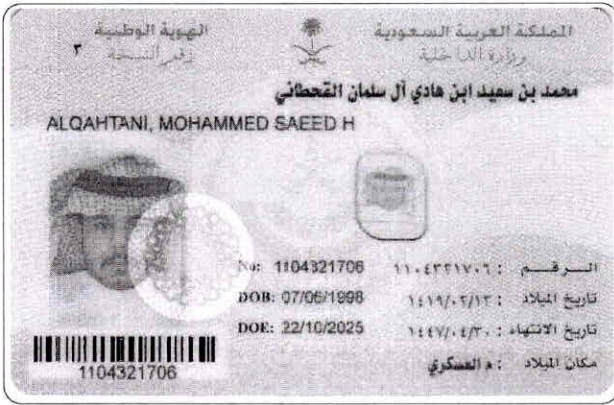 المملكة العربية السعودية
وزارة الداخلية
الهوية الوطنية
رقم النسخة ٣
محمد بن سعيد ابن هادي آل سلمان القحطاني
ALQAHTANI, MOHAMMED SAEED H
No: 1104321706 الرقم : ١١٠٤٣٢١٧٠٦
DOB: 07/06/1998 تاريخ الميلاد : ١٤١٩/٠٢/١٢
DOE: 22/10/2025 تاريخ الانتهاء : ١٤٤٧/٠٤/٣٠
مكان الميلاد : م العسكري
1104321706